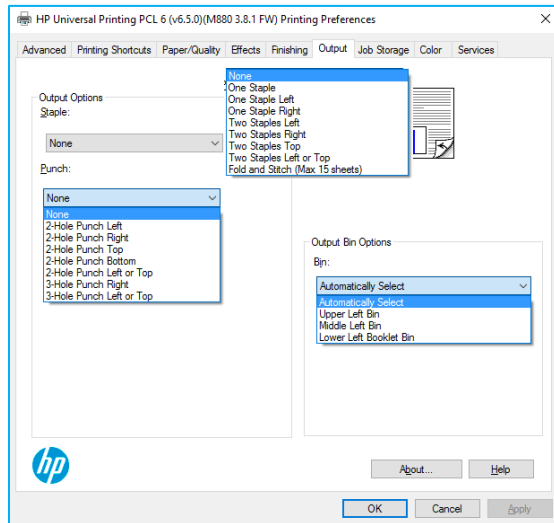 HP Universal Printing PCL 6 (v6.5.0)(M880 3.8.1 FW) Printing Preferences
Advanced Printing Shortcuts Paper/Quality Effects Finishing Output Job Storage Color Services
Output Options
Staple:
None
None
One Staple
One Staple Left
One Staple Right
Two Staples Left
Two Staples Right
Two Staples Top
Two Staples Left or Top
Fold and Stitch (Max 15 sheets)
Punch:
None
None
2-Hole Punch Left
2-Hole Punch Right
2-Hole Punch Top
2-Hole Punch Bottom
2-Hole Punch Left or Top
3-Hole Punch Right
3-Hole Punch Left or Top
Output Bin Options
Bin:
Automatically Select
Automatically Select
Upper Left Bin
Middle Left Bin
Lower Left Booklet Bin
hp
About... Help
OK Cancel Apply